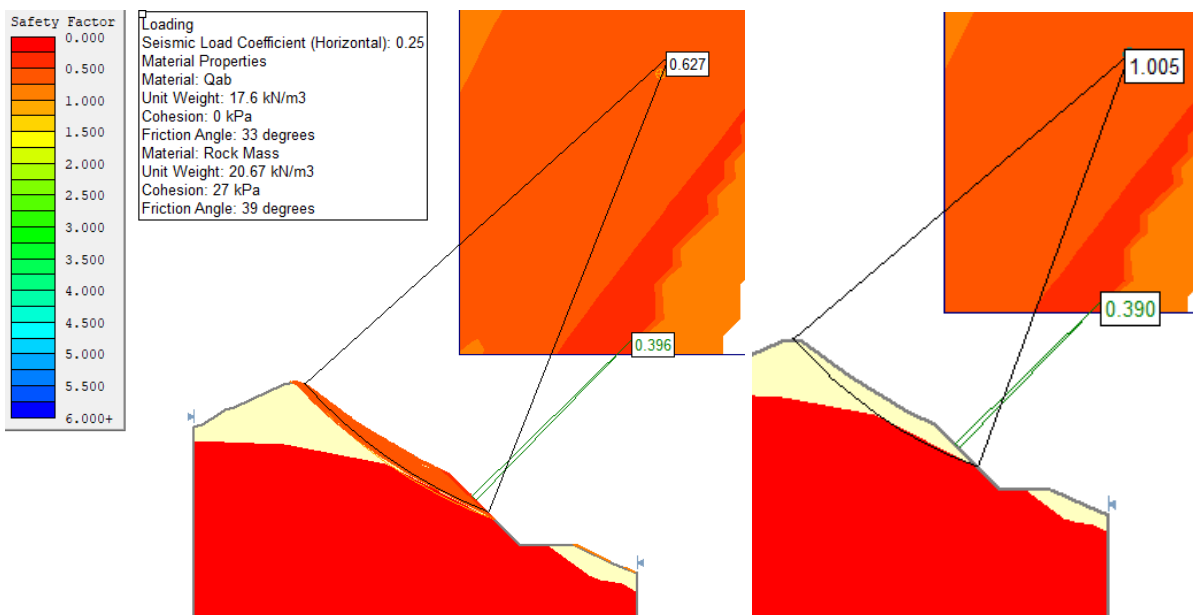 Safety Factor
0.000
0.500
1.000
1.500
2.000
2.500
3.000
3.500
4.000
4.500
5.000
5.500
6.000+
Loading
Seismic Load Coefficient (Horizontal): 0.25
Material Properties
Material: Qab
Unit Weight: 17.6 kN/m3
Cohesion: 0 kPa
Friction Angle: 33 degrees
Material: Rock Mass
Unit Weight: 20.67 kN/m3
Cohesion: 27 kPa
Friction Angle: 39 degrees
0.627
0.396
1.005
0.390